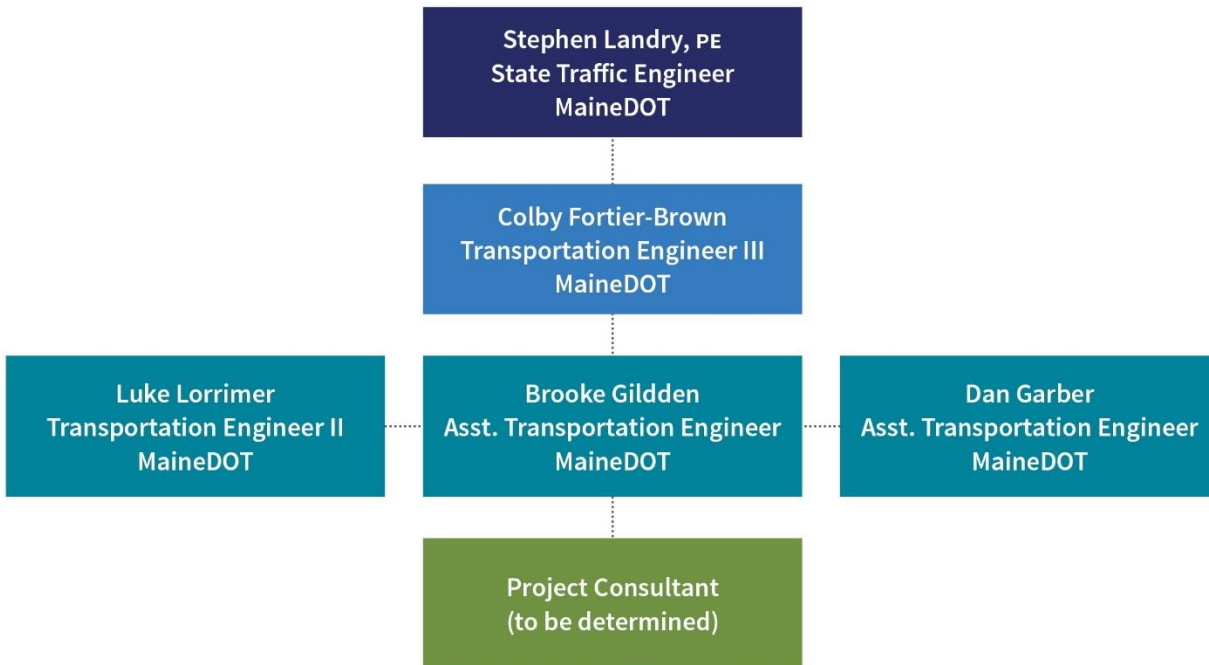 Stephen Landry, PE
State Traffic Engineer
MaineDOT
Colby Fortier-Brown
Transportation Engineer III
MaineDOT
Luke Lorrimer
Transportation Engineer II
MaineDOT
Brooke Gildden
Asst. Transportation Engineer
MaineDOT
Dan Garber
Asst. Transportation Engineer
MaineDOT
Project Consultant
(to be determined)